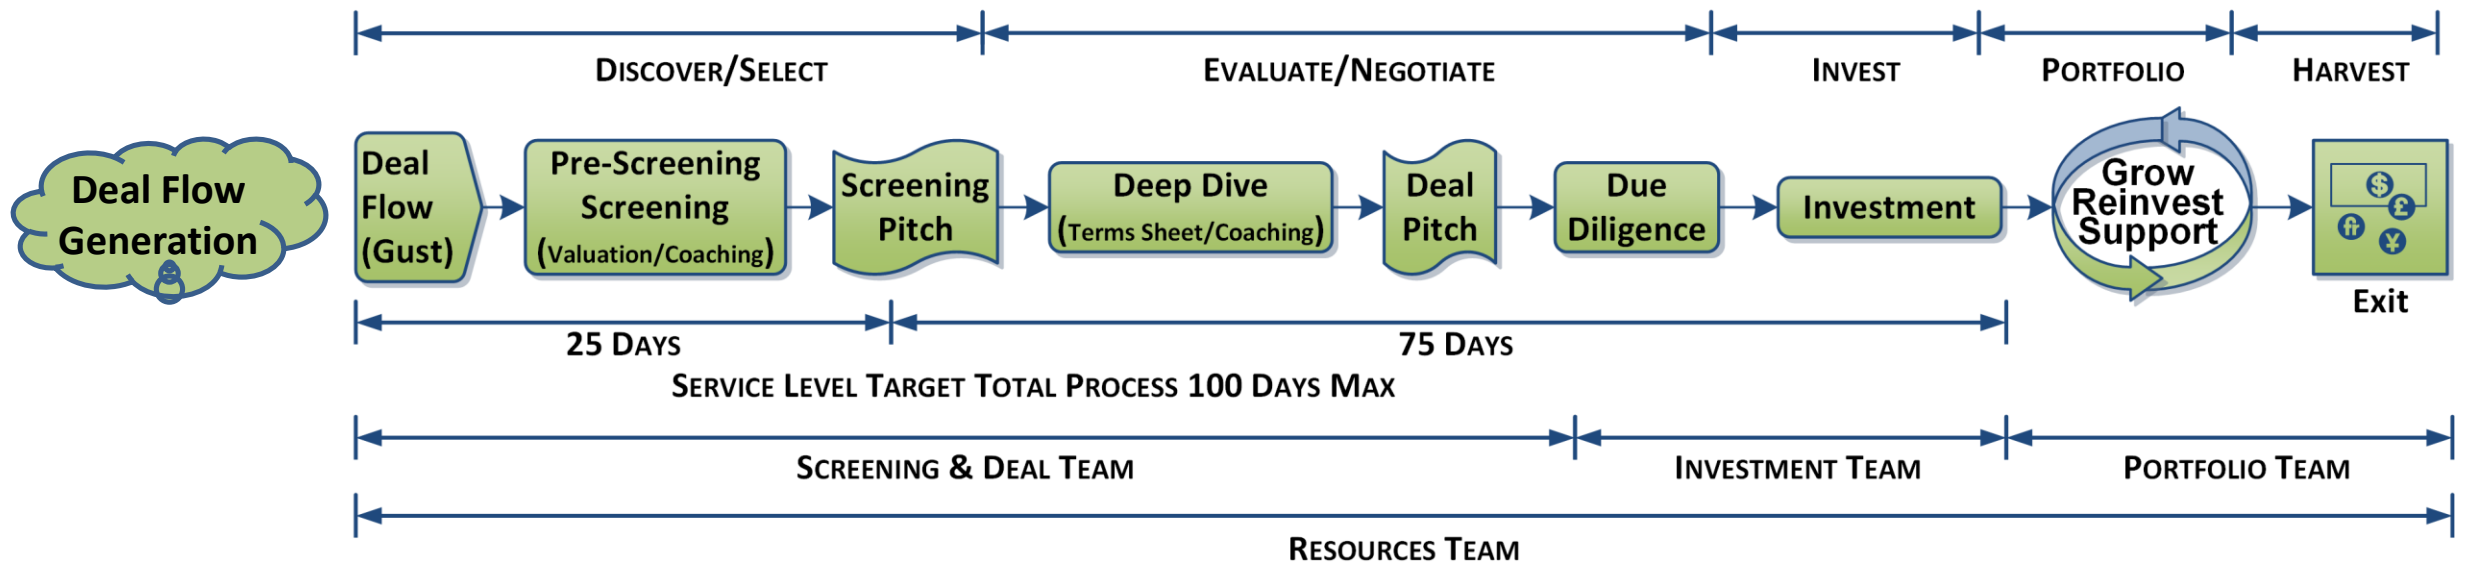 DISCOVER/SELECT
EVALUATE/NEGOTIATE
INVEST
PORTFOLIO
HARVEST
Deal Flow
Generation
Deal
Flow
(Gust)
Pre-Screening
Screening
(Valuation/Coaching)
Screening
Pitch
Deep Dive
(Terms Sheet/Coaching)
Deal
Pitch
Due
Diligence
Investment
Grow
Reinvest
Support
$
£
¥
Exit
25 DAYS
75 DAYS
SERVICE LEVEL TARGET TOTAL PROCESS 100 DAYS MAX
SCREENING & DEAL TEAM
INVESTMENT TEAM
PORTFOLIO TEAM
RESOURCES TEAM